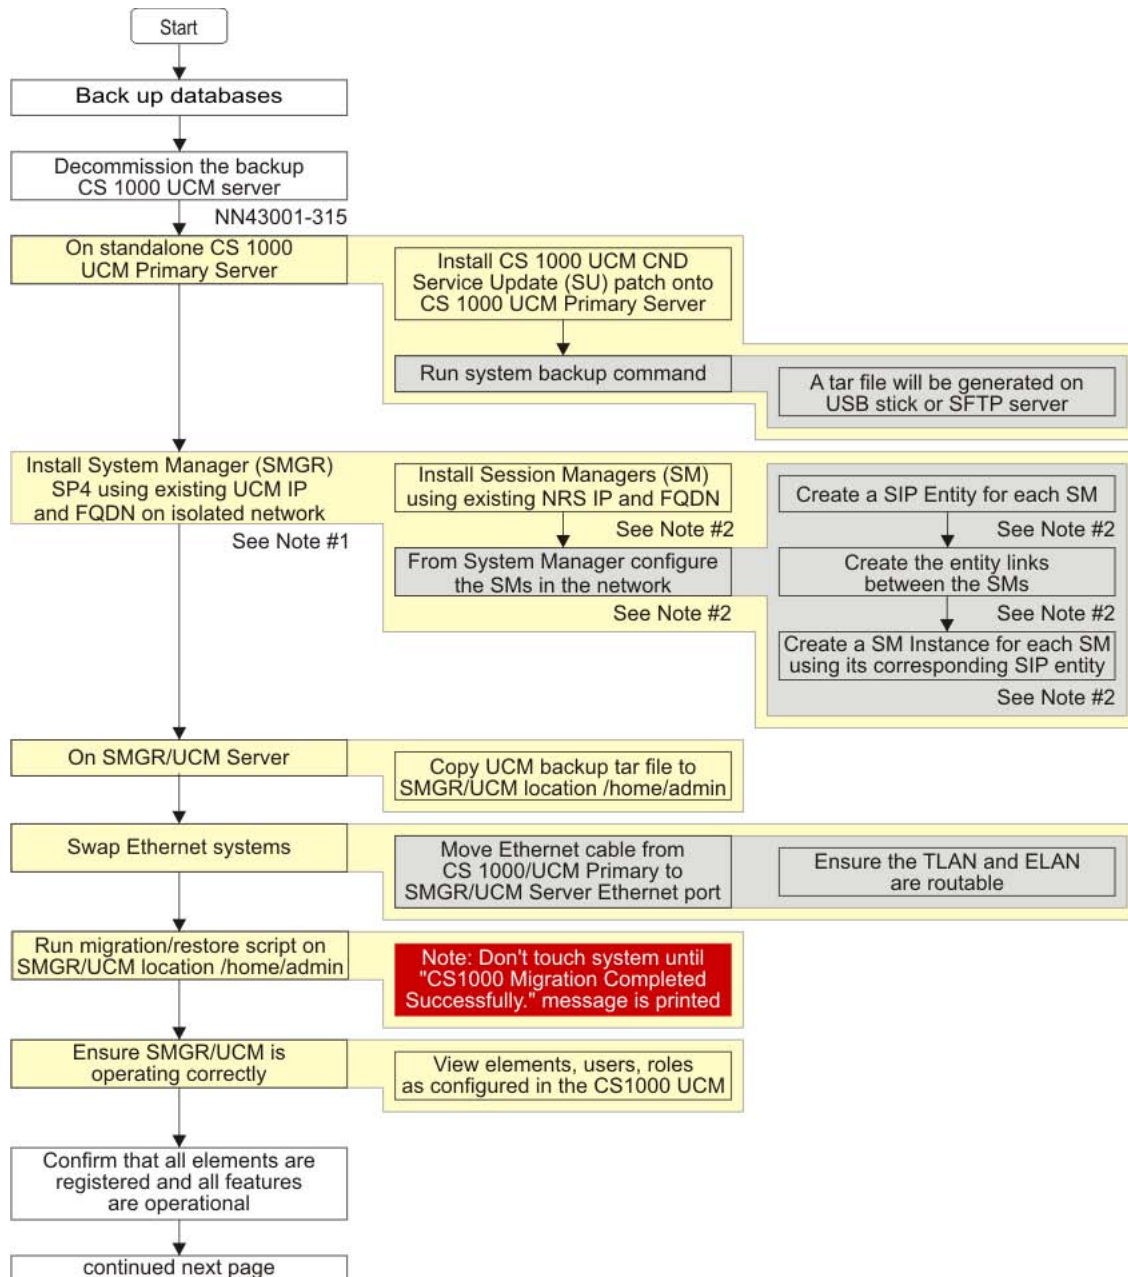 Start
Back up databases
Decommission the backup
CS 1000 UCM server
NN43001-315
On standalone CS 1000
UCM Primary Server
Install CS 1000 UCM CND
Service Update (SU) patch onto
CS 1000 UCM Primary Server
Run system backup command
A tar file will be generated on
USB stick or SFTP server
Install System Manager (SMGR)
SP4 using existing UCM IP
and FQDN on isolated network
See Note #1
Install Session Managers (SM)
using existing NRS IP and FQDN
See Note #2
From System Manager configure
the SMs in the network
See Note #2
Create a SIP Entity for each SM
See Note #2
Create the entity links
between the SMs
See Note #2
Create a SM Instance for each SM
using its corresponding SIP entity
See Note #2
On SMGR/UCM Server
Copy UCM backup tar file to
SMGR/UCM location /home/admin
Swap Ethernet systems
Move Ethernet cable from
CS 1000/UCM Primary to
SMGR/UCM Server Ethernet port
Ensure the TLAN and ELAN
are routable
Run migration/restore script on
SMGR/UCM location /home/admin
Note: Don't touch system until
"CS1000 Migration Completed
Successfully." message is printed
Ensure SMGR/UCM is
operating correctly
View elements, users, roles
as configured in the CS1000 UCM
Confirm that all elements are
registered and all features
are operational
continued next page